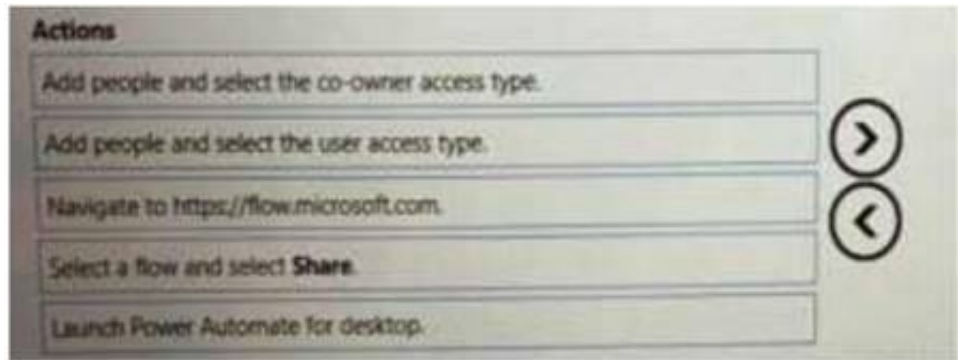 Actions
Add people and select the co-owner access type.
Add people and select the user access type.
Navigate to https://flow.microsoft.com.
Select a flow and select Share.
Launch Power Automate for desktop.